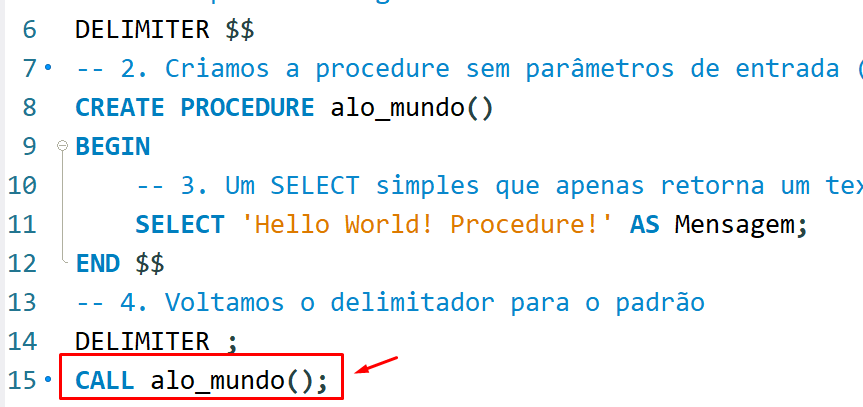 6 DELIMITER $$
7 -- 2. Criamos a procedure sem parâmetros de entrada (
8 CREATE PROCEDURE alo_mundo()
9 BEGIN
10 -- 3. Um SELECT simples que apenas retorna um tex
11 SELECT 'Hello World! Procedure!' AS Mensagem;
12 END $$
13 -- 4. Voltamos o delimitador para o padrão
14 DELIMITER ;
15 CALL alo_mundo();